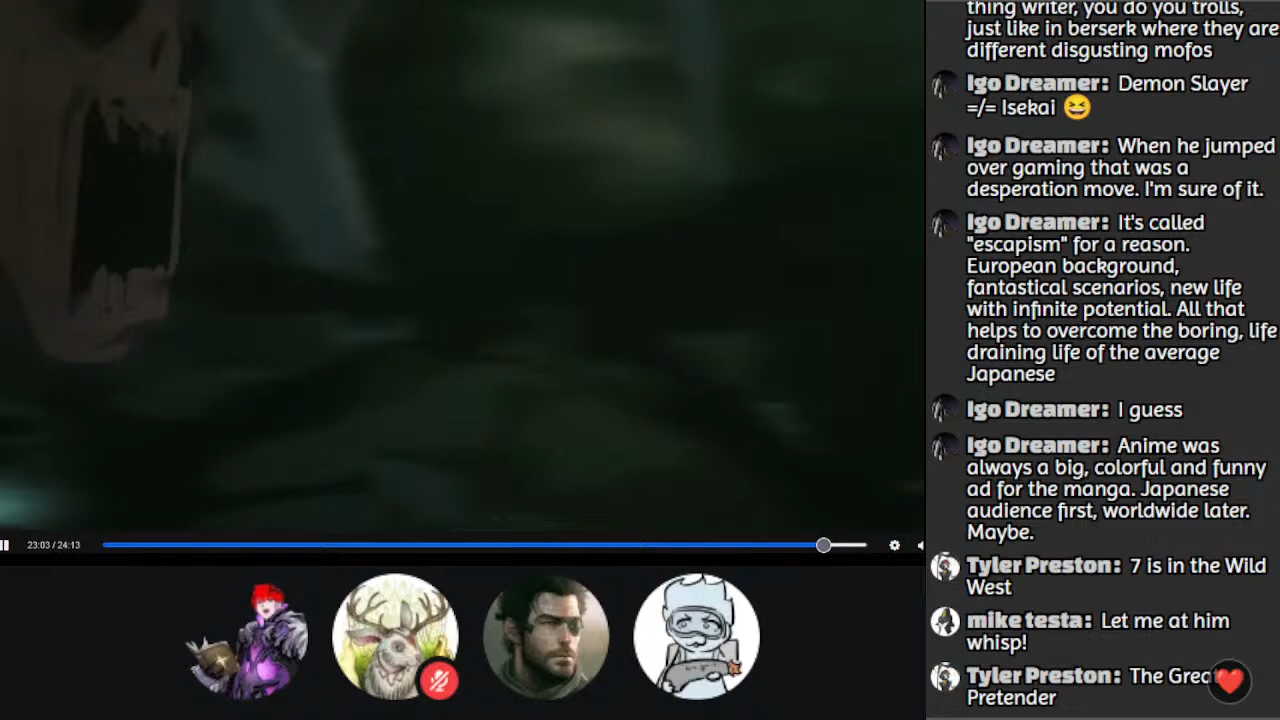 thing writer, you do you trolls,
just like in berserk where they are
different disgusting mofos
Igo Dreamer: Demon Slayer
=/= Isekai 😆
Igo Dreamer: When he jumped
over gaming that was a
desperation move. I'm sure of it.
Igo Dreamer: It's called
"escapism" for a reason.
European background,
fantastical scenarios, new life
with infinite potential. All that
helps to overcome the boring, life
draining life of the average
Japanese
Igo Dreamer: I guess
Igo Dreamer: Anime was
always a big, colorful and funny
ad for the manga. Japanese
audience first, worldwide later.
Maybe.
Tyler Preston: 7 is in the Wild
West
mike testa: Let me at him
whisp!
Tyler Preston: The
Pretender
23:03 / 24:13